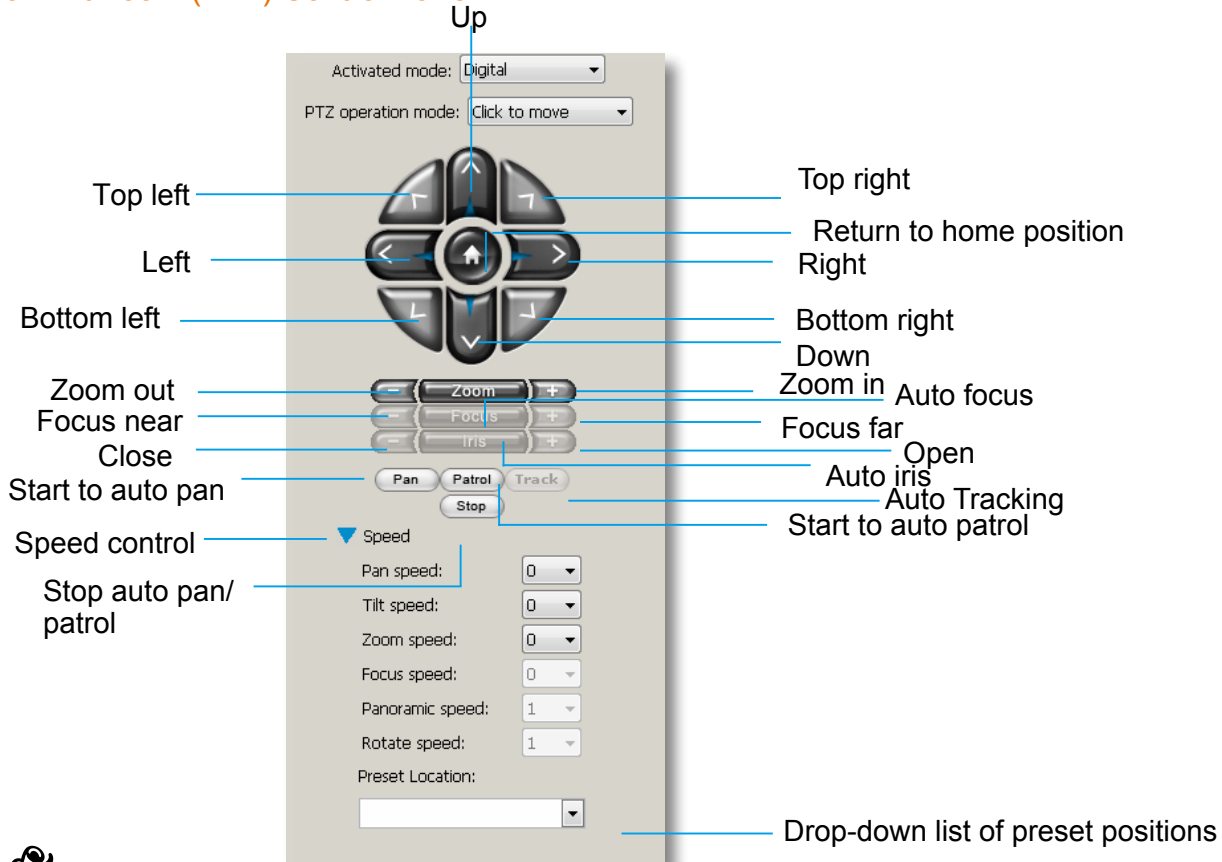 Up
Activated mode: Digital
PTZ operation mode: Click to move
Top left
Top right
Return to home position
Left
Right
Bottom left
Bottom right
Down
Zoom out
Zoom
Zoom in
Auto focus
Focus near
Focus
Focus far
Close
Iris
Open
Auto iris
Start to auto pan
Pan
Patrol
Track
Auto Tracking
Stop
Start to auto patrol
Speed control
Speed
Stop auto pan/
patrol
Pan speed: 0
Tilt speed: 0
Zoom speed: 0
Focus speed: 0
Panoramic speed: 1
Rotate speed: 1
Preset Location:
Drop-down list of preset positions